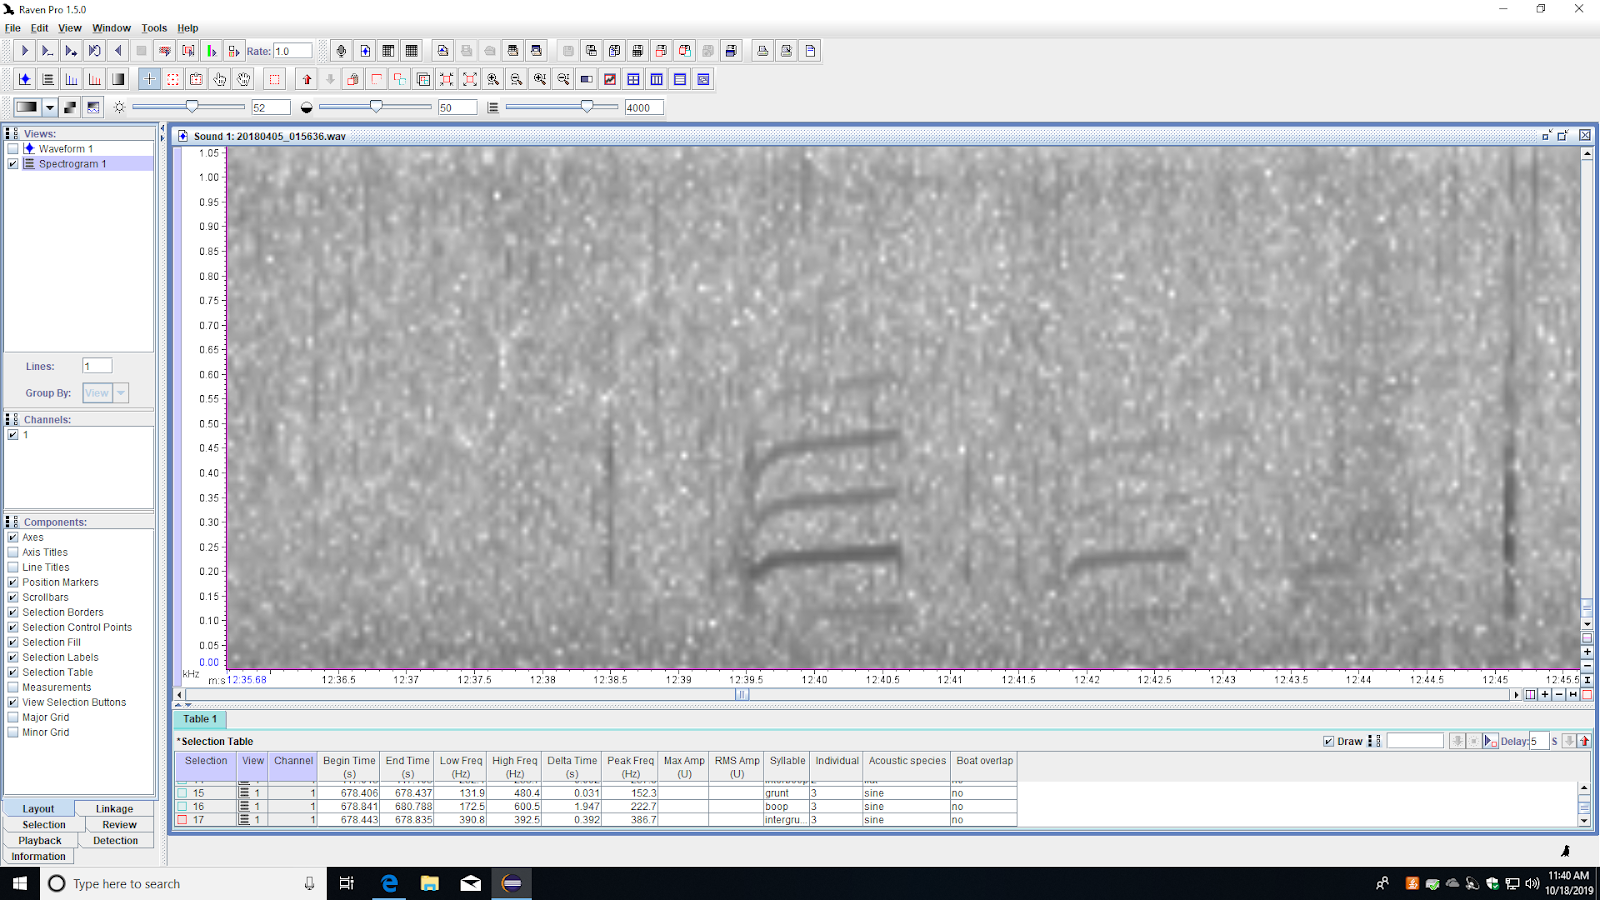 Raven Pro 1.5.0
File Edit View Window Tools Help
Rate: 1.0
52 50 4000
Views:
Waveform 1
Spectrogram 1
Lines: 1
Group By: View
Channels:
1
Components:
Axes
Axis Titles
Line Titles
Position Markers
Scrollbars
Selection Borders
Selection Control Points
Selection Fill
Selection Labels
Selection Table
Measurements
View Selection Buttons
Major Grid
Minor Grid
Layout Linkage
Selection Review
Playback Detection
Information
Sound 1: 20180405_015636.wav
1.05
1.00
0.95
0.90
0.85
0.80
0.75
0.70
0.65
0.60
0.55
0.50
0.45
0.40
0.35
0.30
0.25
0.20
0.15
0.10
0.05
0.00
kHz
m:s 12:35.68 12:36.5 12:37 12:37.5 12:38 12:38.5 12:39 12:39.5 12:40 12:40.5 12:41 12:41.5 12:42 12:42.5 12:43 12:43.5 12:44 12:44.5 12:45 12:45.5
Table 1
*Selection Table
Draw Delay: 5 S
Selection View Channel Begin Time (s) End Time (s) Low Freq (Hz) High Freq (Hz) Delta Time (s) Peak Freq (Hz) Max Amp (U) RMS Amp (U) Syllable Individual Acoustic species Boat overlap
15 1 1 678.406 678.437 131.9 480.4 0.031 152.3 grunt 3 sine no
16 1 1 678.841 680.788 172.5 600.5 1.947 222.7 boop 3 sine no
17 1 1 678.443 678.835 390.8 392.5 0.392 386.7 intergru... 3 sine no
Type here to search
11:40 AM
10/18/2019